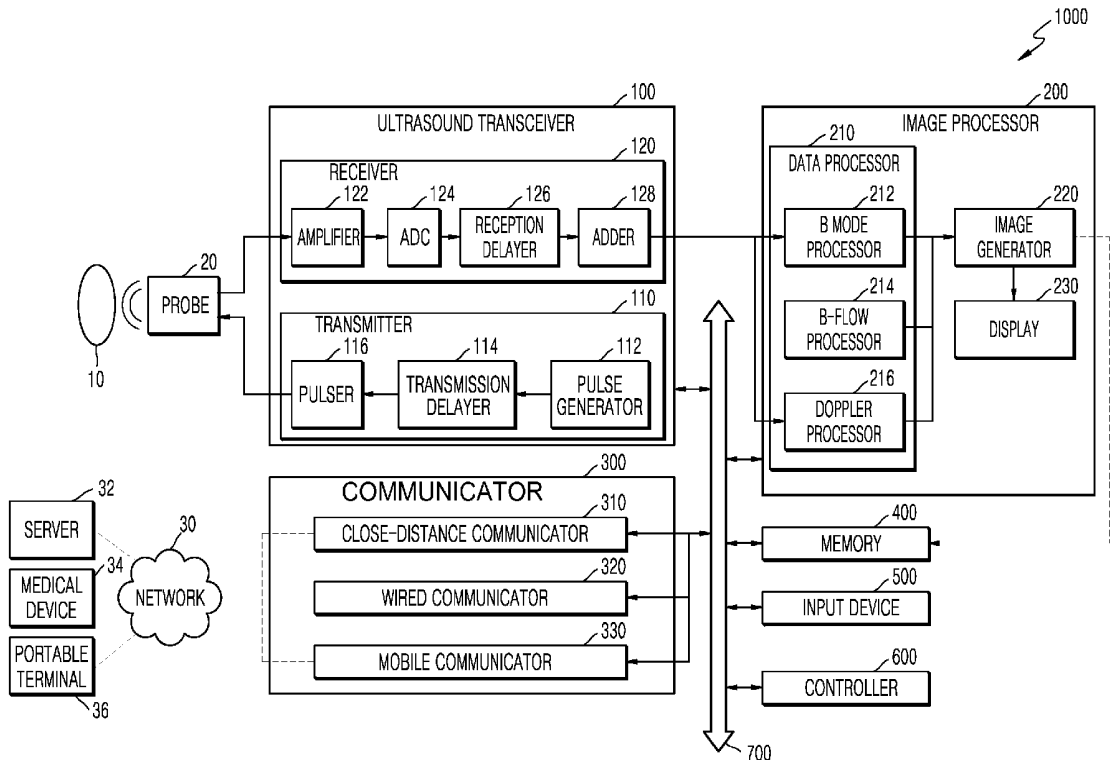 1000
100
ULTRASOUND TRANSCEIVER
120
RECEIVER
122
AMPLIFIER
124
ADC
126
RECEPTION
DELAYER
128
ADDER
20
PROBE
10
110
TRANSMITTER
116
PULSER
114
TRANSMISSION
DELAYER
112
PULSE
GENERATOR
200
IMAGE PROCESSOR
210
DATA PROCESSOR
212
B MODE
PROCESSOR
214
B-FLOW
PROCESSOR
216
DOPPLER
PROCESSOR
220
IMAGE
GENERATOR
230
DISPLAY
300
COMMUNICATOR
310
CLOSE-DISTANCE COMMUNICATOR
320
WIRED COMMUNICATOR
330
MOBILE COMMUNICATOR
32
SERVER
34
MEDICAL
DEVICE
PORTABLE
TERMINAL
36
30
NETWORK
400
MEMORY
500
INPUT DEVICE
600
CONTROLLER
700